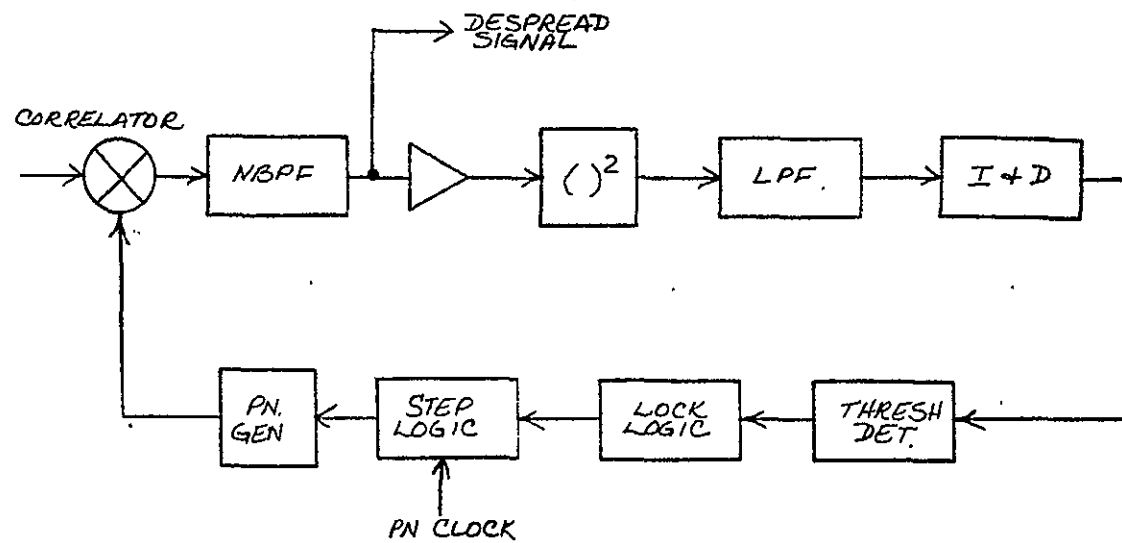 DESPREAD
SIGNAL
CORRELATOR
NBPF
( )²
LPF.
I & D
PN.
GEN
STEP
LOGIC
LOCK
LOGIC
THRESH
DET.
PN CLOCK